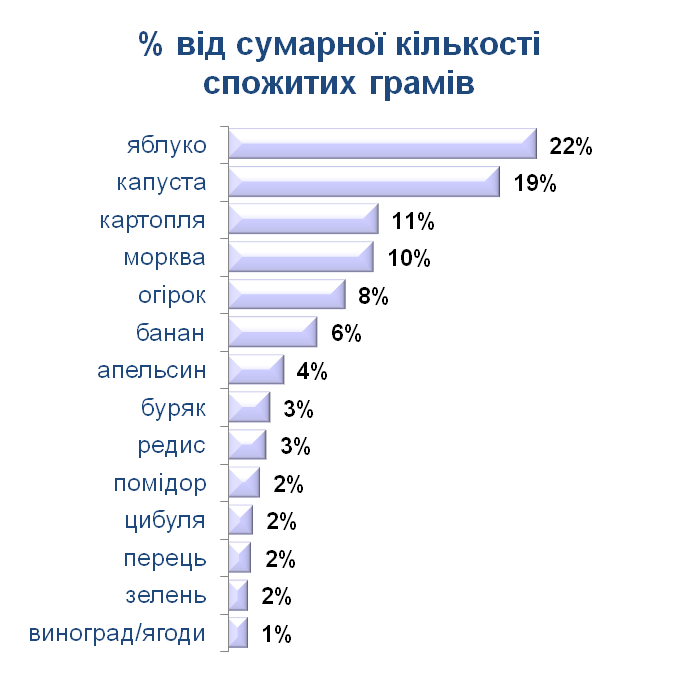 % від сумарної кількості
спожитих грамів
яблуко 22%
капуста 19%
картопля 11%
морква 10%
огірок 8%
банан 6%
апельсин 4%
буряк 3%
редис 3%
помідор 2%
цибуля 2%
перець 2%
зелень 2%
виноград/ягоди 1%